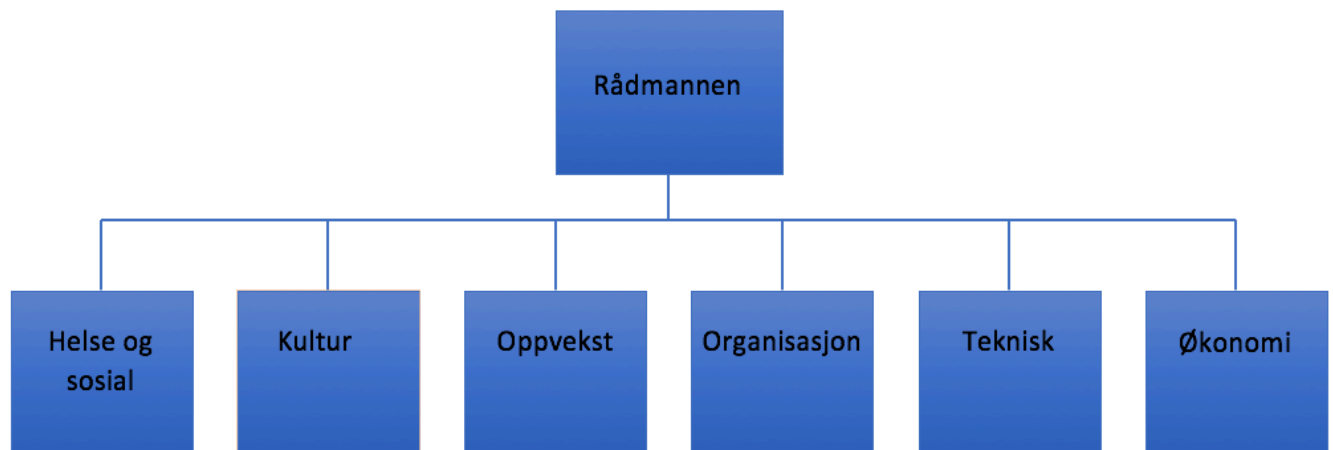 Rådmannen
Helse og
sosial
Kultur
Oppvekst
Organisasjon
Teknisk
Økonomi